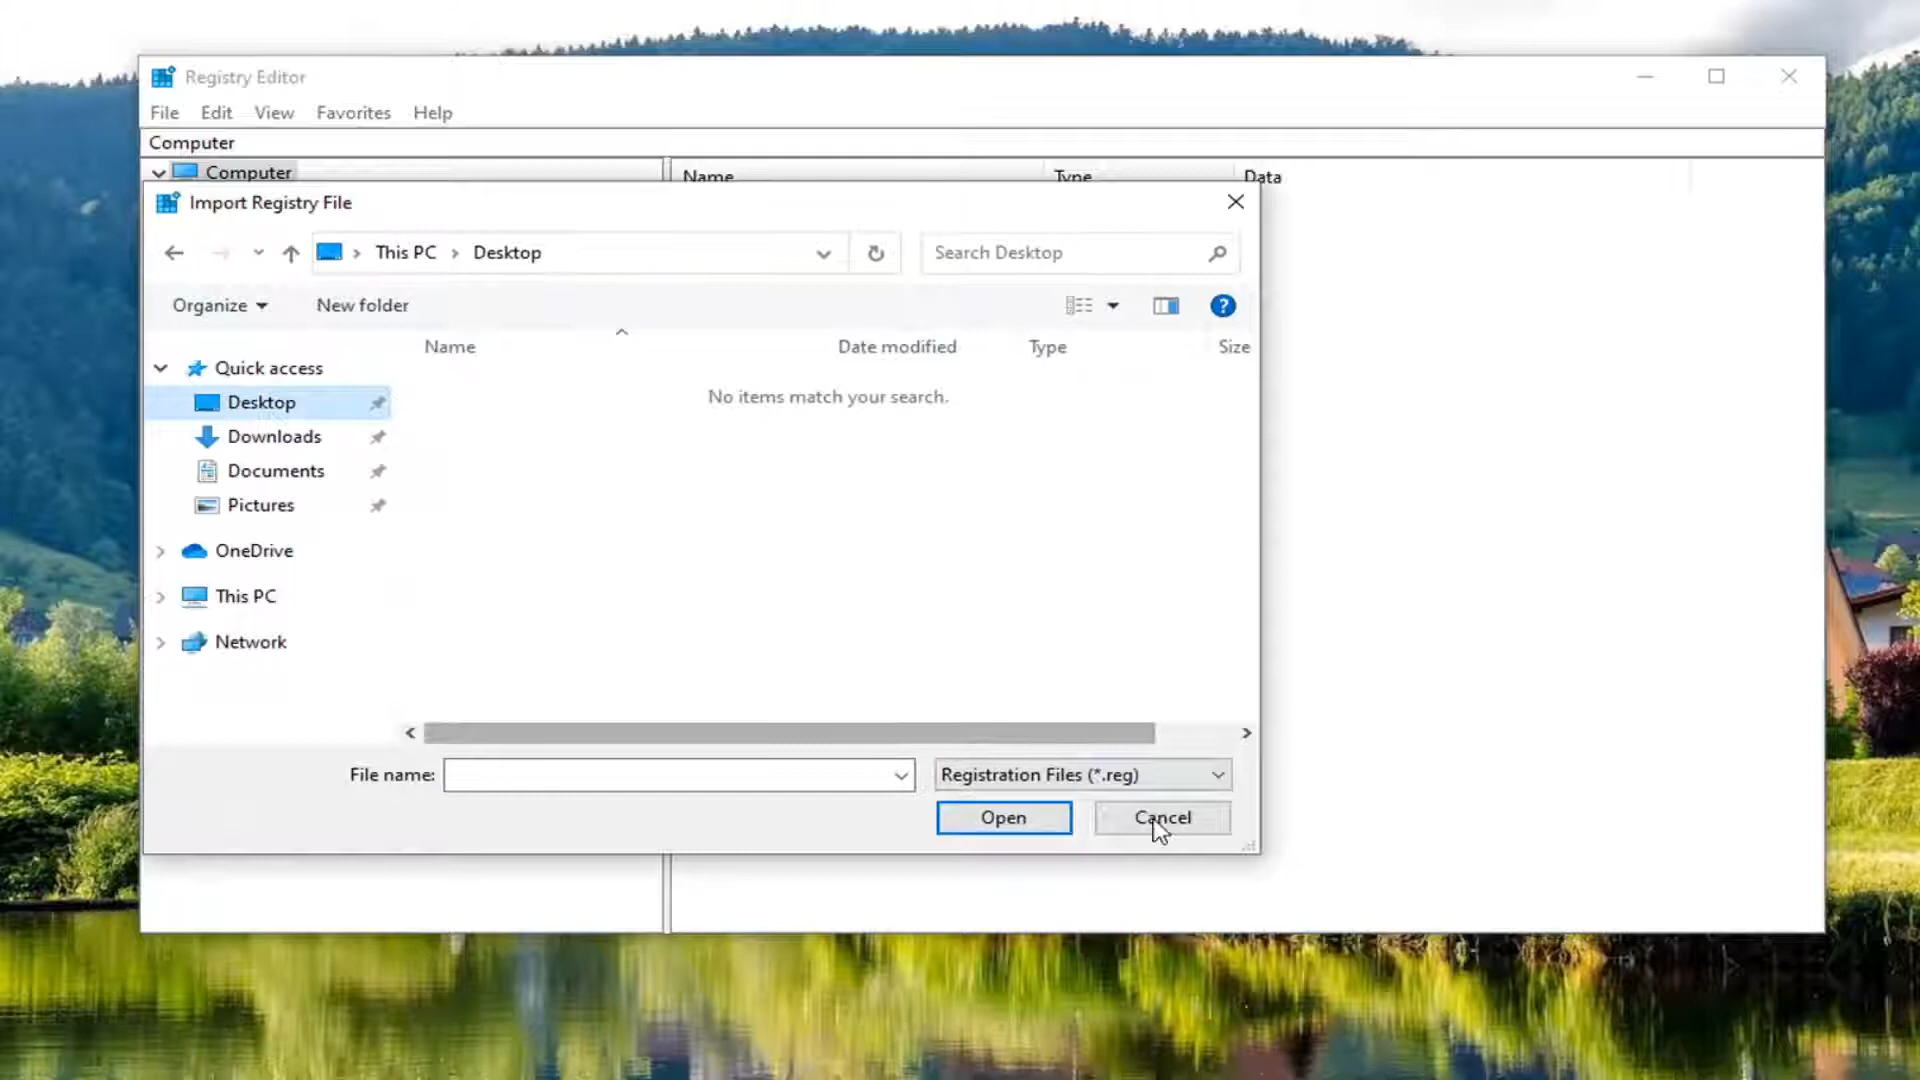 Registry Editor
File Edit View Favorites Help
Computer
Computer
Name Type Data
Import Registry File
This PC > Desktop
Search Desktop
Organize New folder
?
Name Date modified Type Size
No items match your search.
Quick access
Desktop
Downloads
Documents
Pictures
OneDrive
This PC
Network
File name: Registration Files (*.reg)
Open Cancel